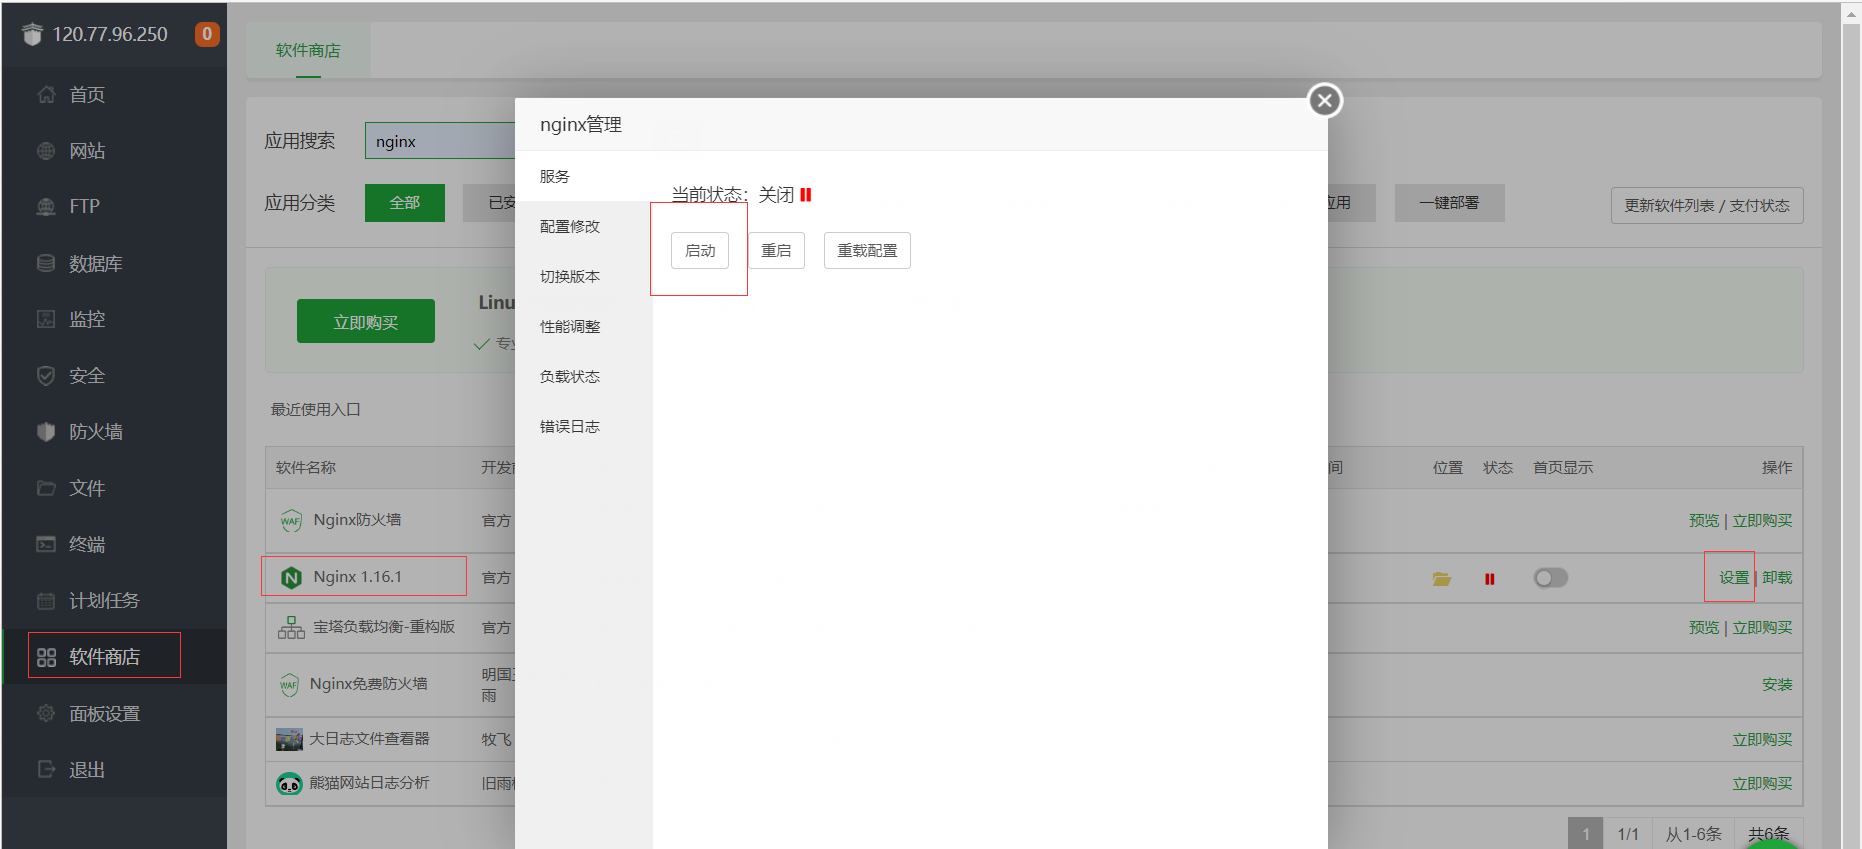 120.77.96.250
0
首页
网站
FTP
数据库
监控
安全
防火墙
文件
终端
计划任务
软件商店
面板设置
退出
软件商店
应用搜索
nginx
应用分类
全部
已安
应用
一键部署
更新软件列表 / 支付状态
立即购买
Linu
专业
最近使用入口
nginx管理
服务
配置修改
切换版本
性能调整
负载状态
错误日志
当前状态：关闭
启动
重启
重载配置
软件名称
开发商
间
位置
状态
首页显示
操作
WAF
Nginx防火墙
官方
预览 | 立即购买
N
Nginx 1.16.1
官方
设置 | 卸载
宝塔负载均衡-重构版
官方
预览 | 立即购买
WAF
Nginx免费防火墙
明国三
雨
安装
大日志文件查看器
牧飞
立即购买
熊猫网站日志分析
旧雨楼
立即购买
1
1/1
从1-6条
共6条